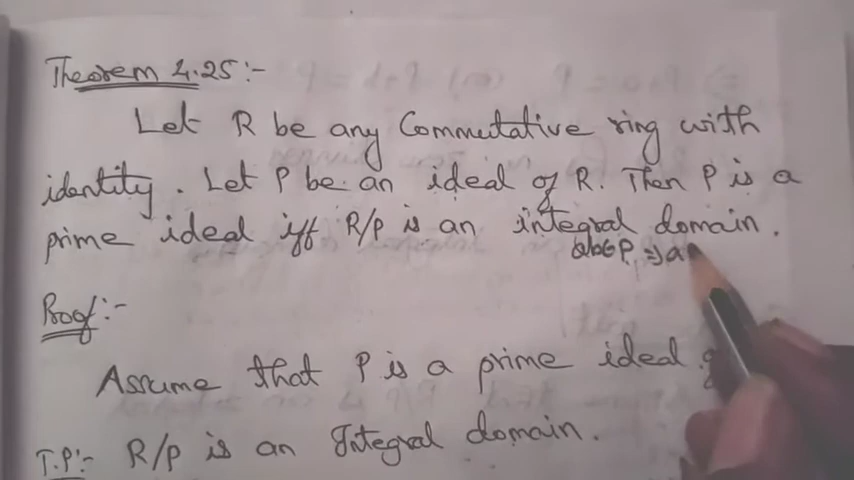 Theorem 4.25:-
Let R be any Commutative ring with
identity. Let P be an ideal of R. Then P is a
prime ideal iff R/P is an integral domain.
ab∈P ⇒ a
Proof:-
Assume that P is a prime ideal
T.P:- R/P is an Integral domain.